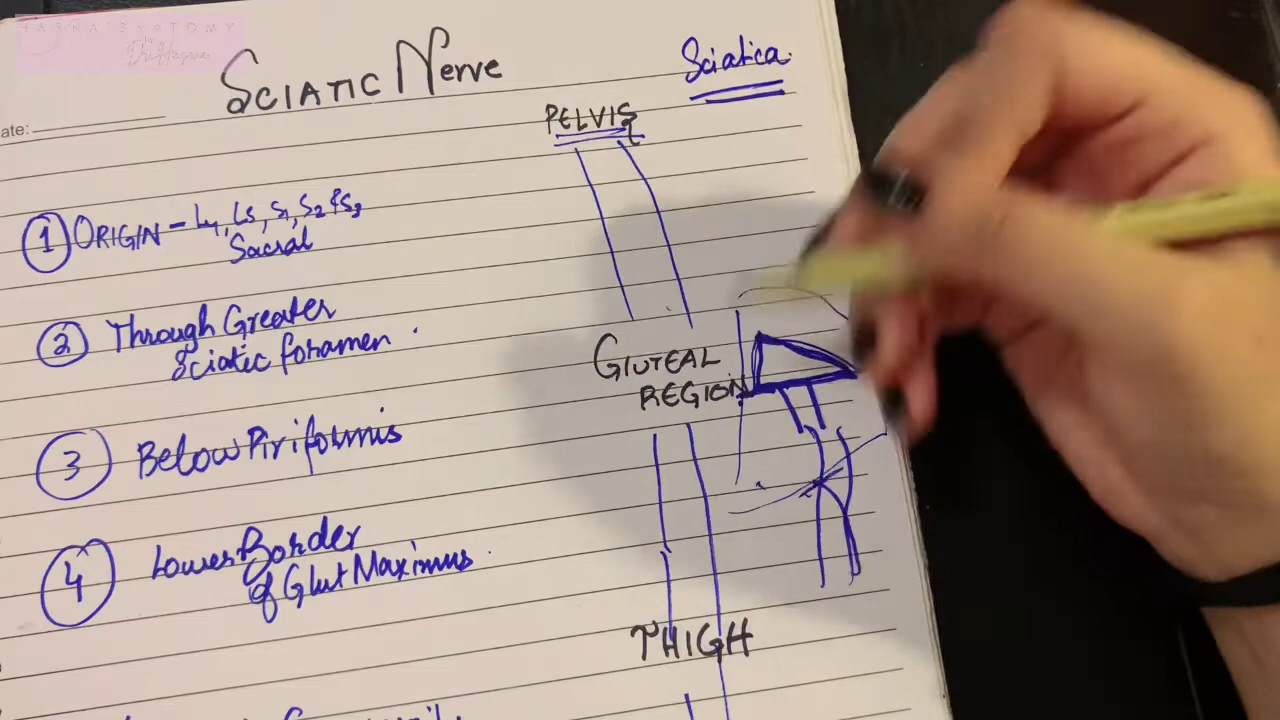 SCIATIC Nerve
Sciatica
PELVIS
ate:
① ORIGIN - L4, L5, S1, S2 & S3
Sacral
② Through Greater
Sciatic foramen.
GLUTEAL
REGION
③ Below Piriformis
④ Lower Border
of Glut Maximus.
THIGH